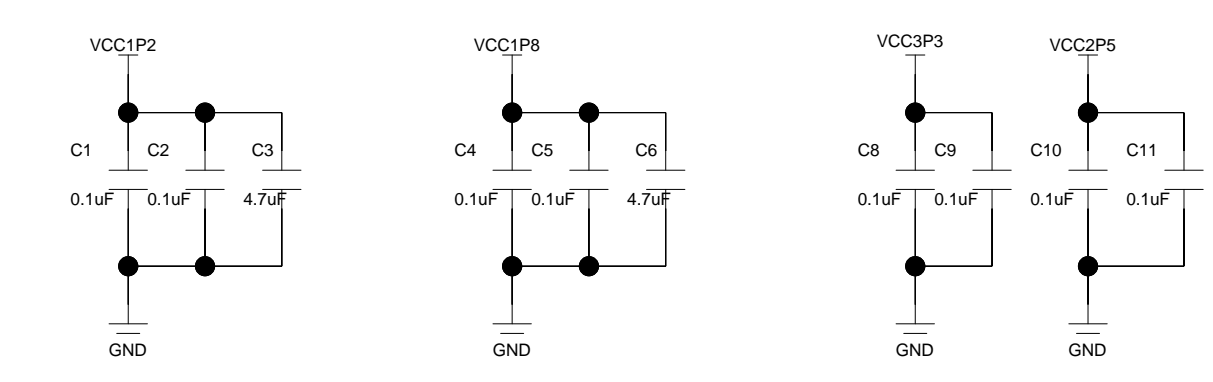 VCC1P2
VCC1P8
VCC3P3
VCC2P5
C1 C2 C3
C4 C5 C6
C8 C9 C10 C11
0.1uF 0.1uF 4.7uF
0.1uF 0.1uF 4.7uF
0.1uF 0.1uF 0.1uF 0.1uF
GND
GND
GND
GND